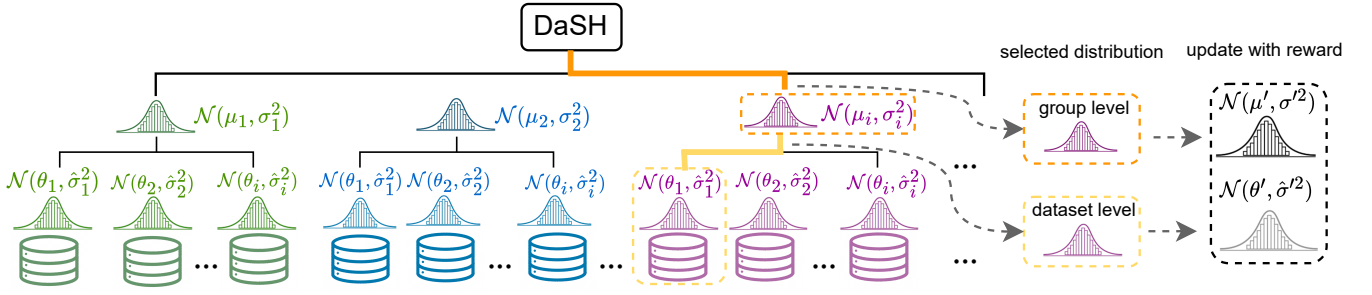 DaSH
selected distribution
update with reward
group level
𝒩(μ′, σ′²)
𝒩(μ₁, σ₁²)
𝒩(μ₂, σ₂²)
𝒩(μᵢ, σᵢ²)
...
𝒩(θ₁, σ̂₁²) 𝒩(θ₂, σ̂₂²) 𝒩(θᵢ, σ̂ᵢ²)
𝒩(θ₁, σ̂₁²) 𝒩(θ₂, σ̂₂²) 𝒩(θᵢ, σ̂ᵢ²)
𝒩(θ₁, σ̂₁²) 𝒩(θ₂, σ̂₂²) 𝒩(θᵢ, σ̂ᵢ²)
dataset level
𝒩(θ′, σ̂′²)
... ... ... ... ...